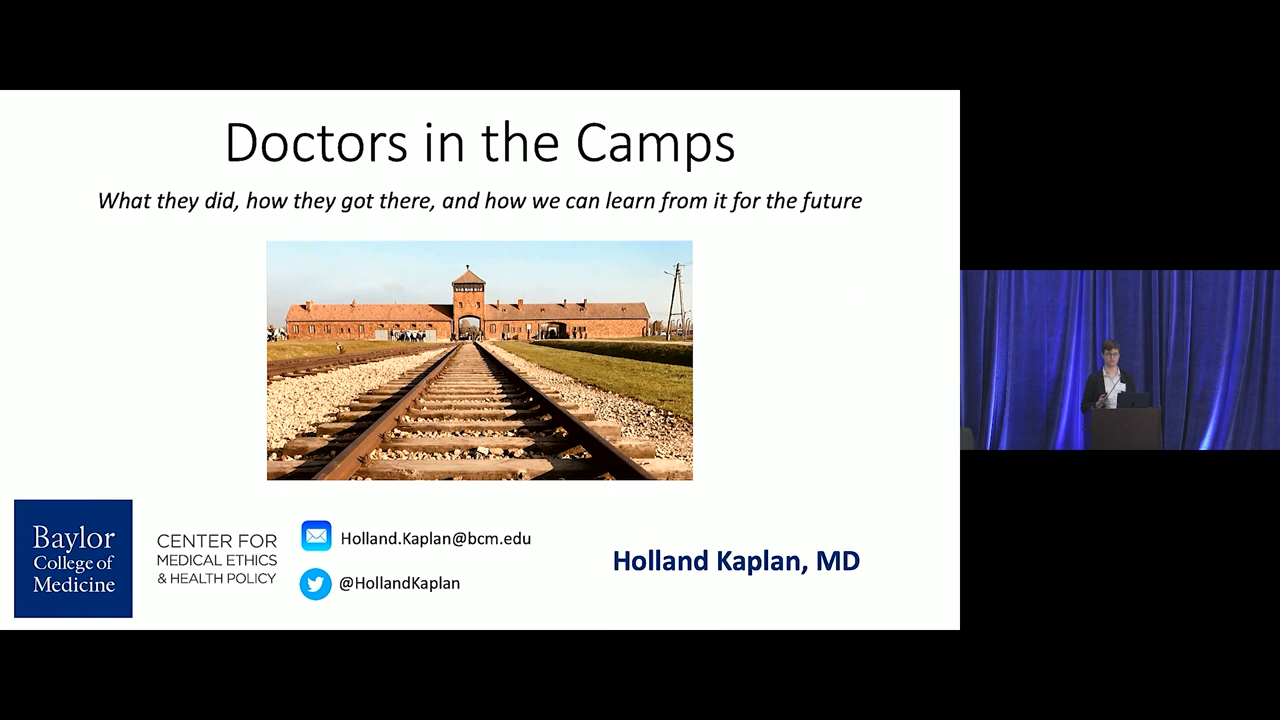 Doctors in the Camps
What they did, how they got there, and how we can learn from it for the future
Baylor
College of
Medicine
CENTER FOR
MEDICAL ETHICS
& HEALTH POLICY
Holland.Kaplan@bcm.edu
@HollandKaplan
Holland Kaplan, MD